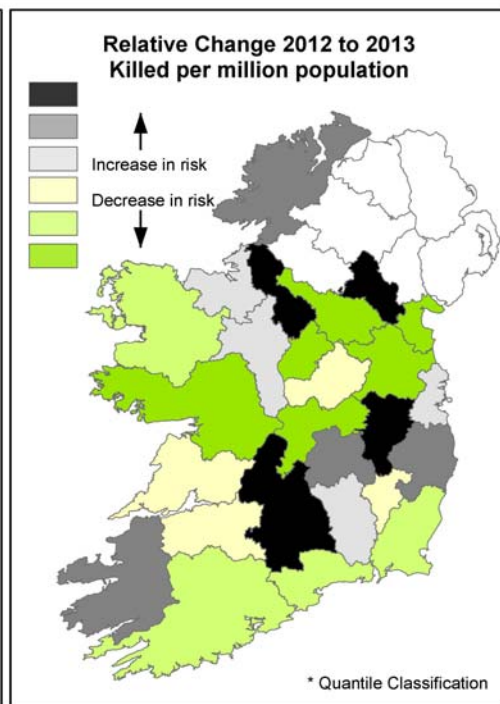 Relative Change 2012 to 2013
Killed per million population
Increase in risk
Decrease in risk
* Quantile Classification